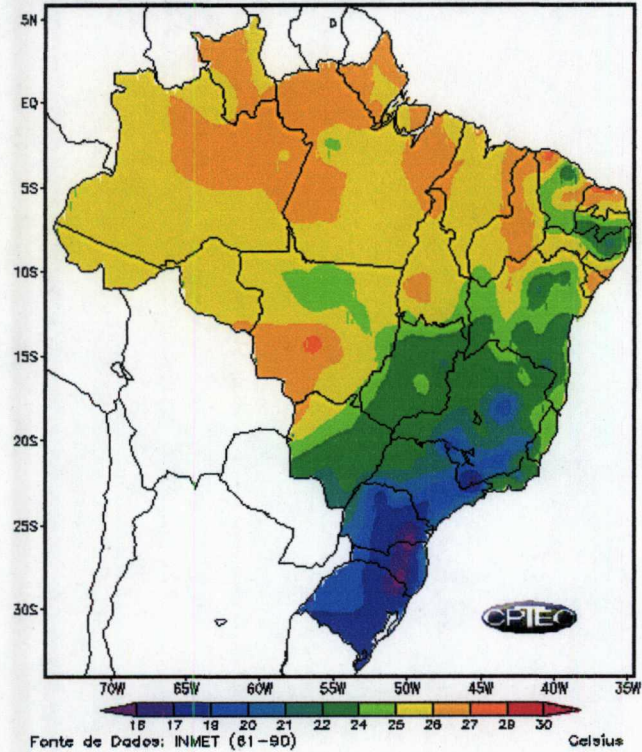 5N
EQ
5S
10S
15S
20S
25S
30S
CPTEC
70W 65W 60W 55W 50W 45W 40W 35W
16 17 19 20 21 22 24 25 26 27 29 30
Fonte de Dados: INMET (61-90) Celsius